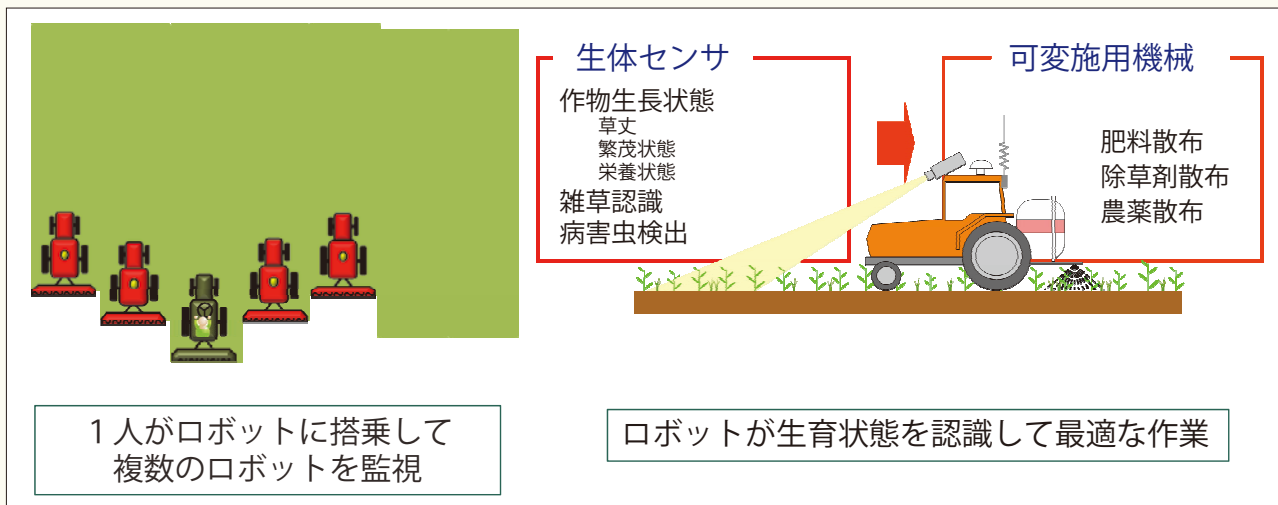 生体センサ
作物生長状態
草丈
繁茂状態
栄養状態
雑草認識
病害虫検出
可変施用機械
肥料散布
除草剤散布
農薬散布
1人がロボットに搭乗して
複数のロボットを監視
ロボットが生育状態を認識して最適な作業